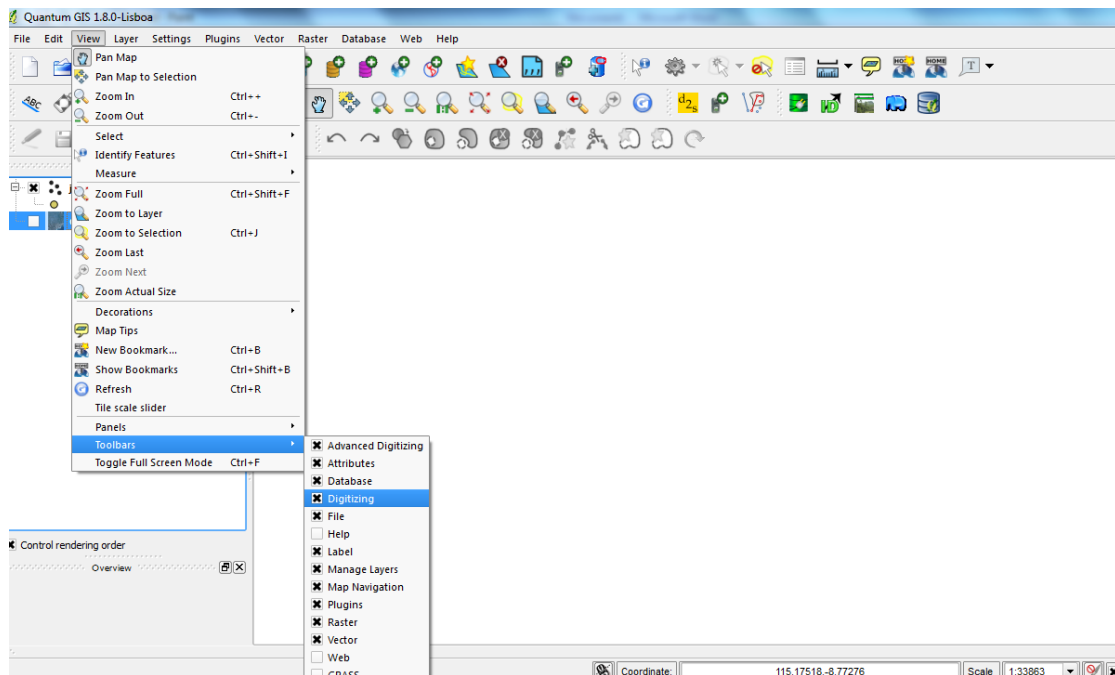 Quantum GIS 1.8.0-Lisboa
File Edit View Layer Settings Plugins Vector Raster Database Web Help
Pan Map
Pan Map to Selection
Zoom In Ctrl++
Zoom Out Ctrl+-
Select
Identify Features Ctrl+Shift+I
Measure
Zoom Full Ctrl+Shift+F
Zoom to Layer
Zoom to Selection Ctrl+J
Zoom Last
Zoom Next
Zoom Actual Size
Decorations
Map Tips
New Bookmark... Ctrl+B
Show Bookmarks Ctrl+Shift+B
Refresh Ctrl+R
Tile scale slider
Panels
Toolbars
Toggle Full Screen Mode Ctrl+F
Advanced Digitizing
Attributes
Database
Digitizing
File
Help
Label
Manage Layers
Map Navigation
Plugins
Raster
Vector
Web
GRASS
Control rendering order
Overview
Coordinate: 115.17518,-8.77276 Scale 1:33863